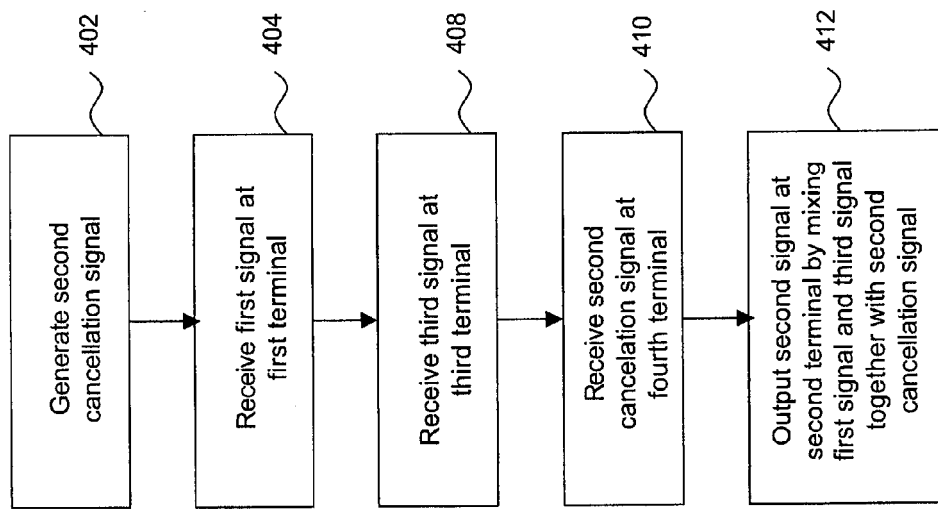 Generate second
cancellation signal
402
Receive first signal at
first terminal
404
Receive third signal at
third terminal
408
Receive second
cancelation signal at
fourth terminal
410
Output second signal at
second terminal by mixing
first signal and third signal
together with second
cancellation signal
412